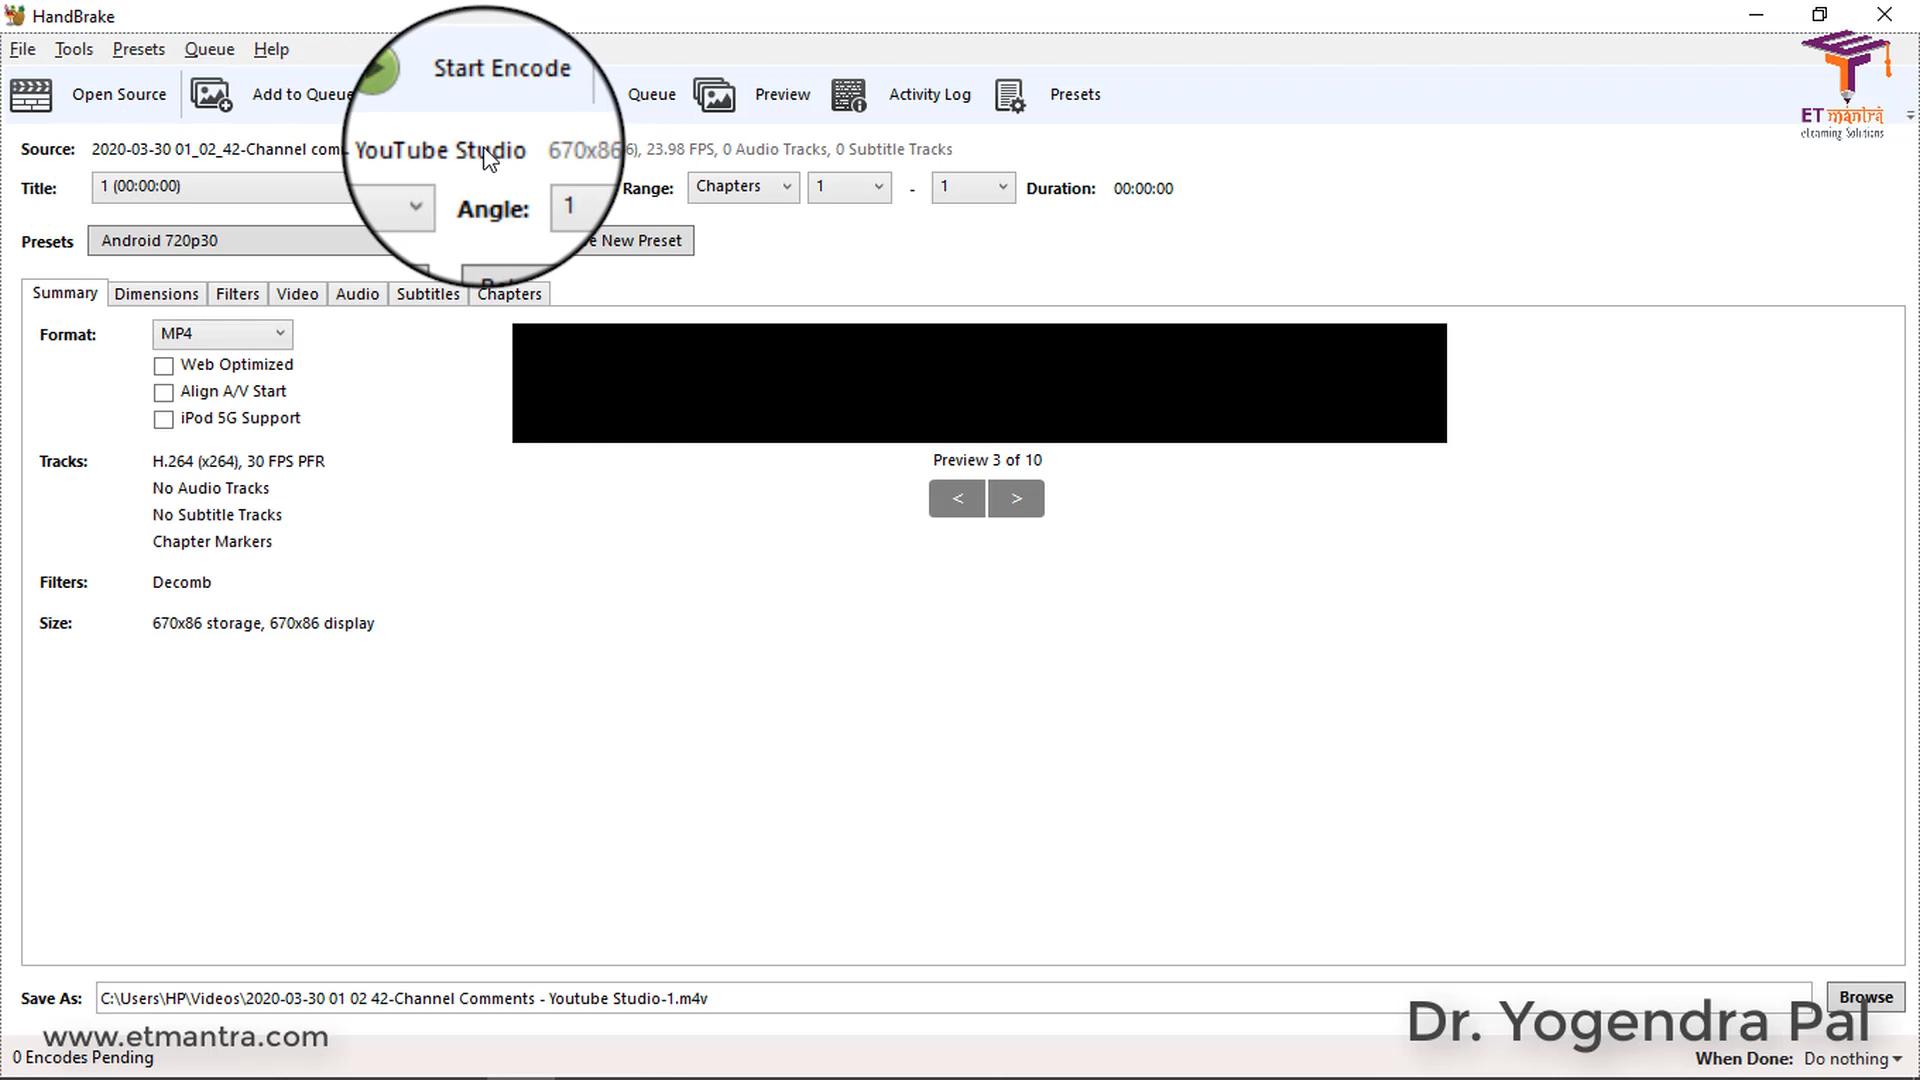 HandBrake
File Tools Presets Queue Help
Open Source Add to Queue Start Encode Queue Preview Activity Log Presets
ET mantra
eLearning Solutions
Source: 2020-03-30 01_02_42-Channel com YouTube Studio 670x86 6), 23.98 FPS, 0 Audio Tracks, 0 Subtitle Tracks
Title: 1 (00:00:00) Angle: 1 Range: Chapters 1 - 1 Duration: 00:00:00
Presets Android 720p30 New Preset
Summary Dimensions Filters Video Audio Subtitles Chapters
Format: MP4
Web Optimized
Align A/V Start
iPod 5G Support
Tracks: H.264 (x264), 30 FPS PFR
No Audio Tracks
No Subtitle Tracks
Chapter Markers
Filters: Decomb
Size: 670x86 storage, 670x86 display
Preview 3 of 10
< >
Save As: C:\Users\HP\Videos\2020-03-30 01 02 42-Channel Comments - Youtube Studio-1.m4v Browse
www.etmantra.com
Dr. Yogendra Pal
0 Encodes Pending When Done: Do nothing